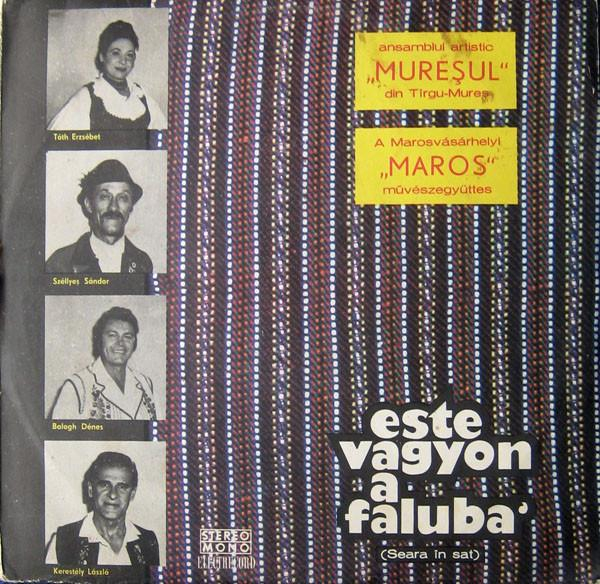 ansamblul artistic
„MUREŞUL“
din Tîrgu-Mureş
A Marosvásárhelyi
„MAROS“
művészegyüttes
Tóth Erzsébet
Széllyes Sándor
Balogh Dénes
Kerestély László
este
vagyon
a
faluba'
(Seara în sat)
STEREO
MONO
ELECTRECORD